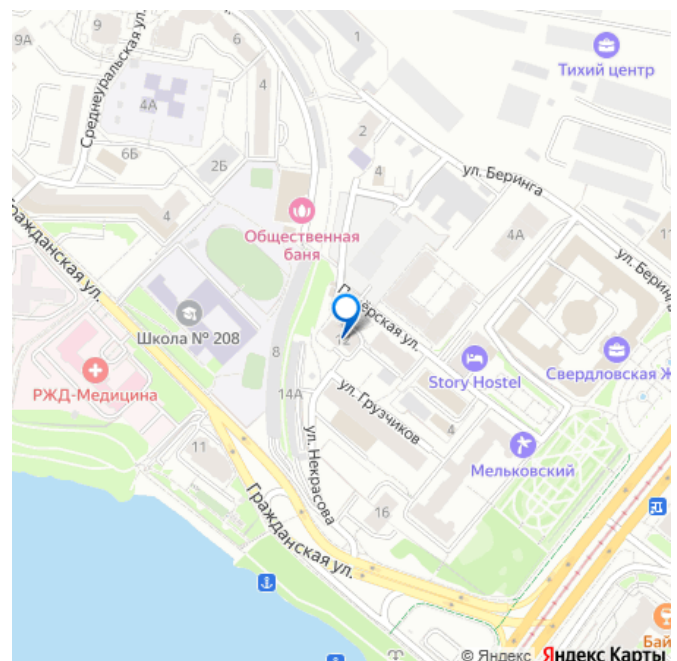 9А
9
6
1
Тихий центр
Среднеуральская ул.
4
4А
2
6Б
2Б
4
ул. Беринга
4
Общественная
баня
4А
ул. Беринга
Гражданская ул.
12
Школа № 208
8
Story Hostel
Свердловская Ж
РЖД-Медицина
14А
ул. Грузчиков
4
11
ул. Некрасова
Мельковский
16
Гражданская ул.
Бай
© Яндекс Яндекс Карты